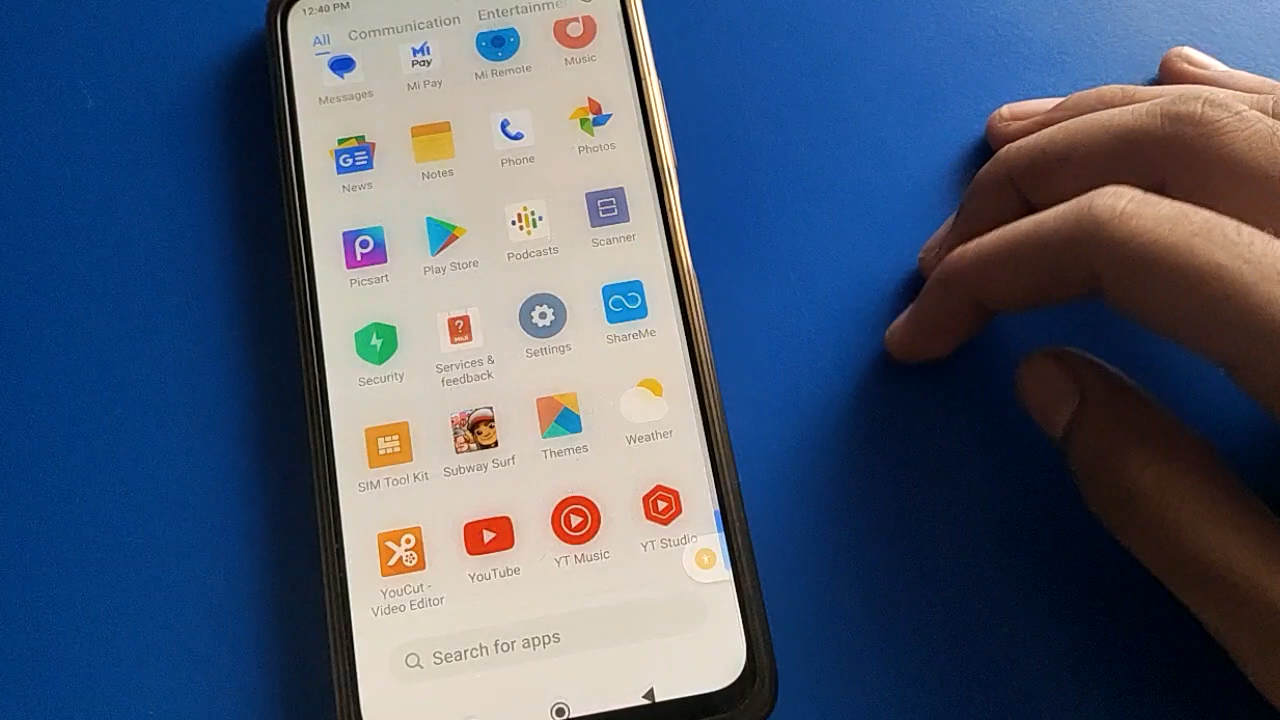 12:40 PM
All Communication Entertainme
Messages Mi Pay Mi Remote Music
Mi Pay
News Notes Phone Photos
GE
Picsart Play Store Podcasts Scanner
P
Security Services & feedback Settings ShareMe
? MIUI
SIM Tool Kit Subway Surf Themes Weather
YouCut - Video Editor YouTube YT Music YT Studio
Search for apps